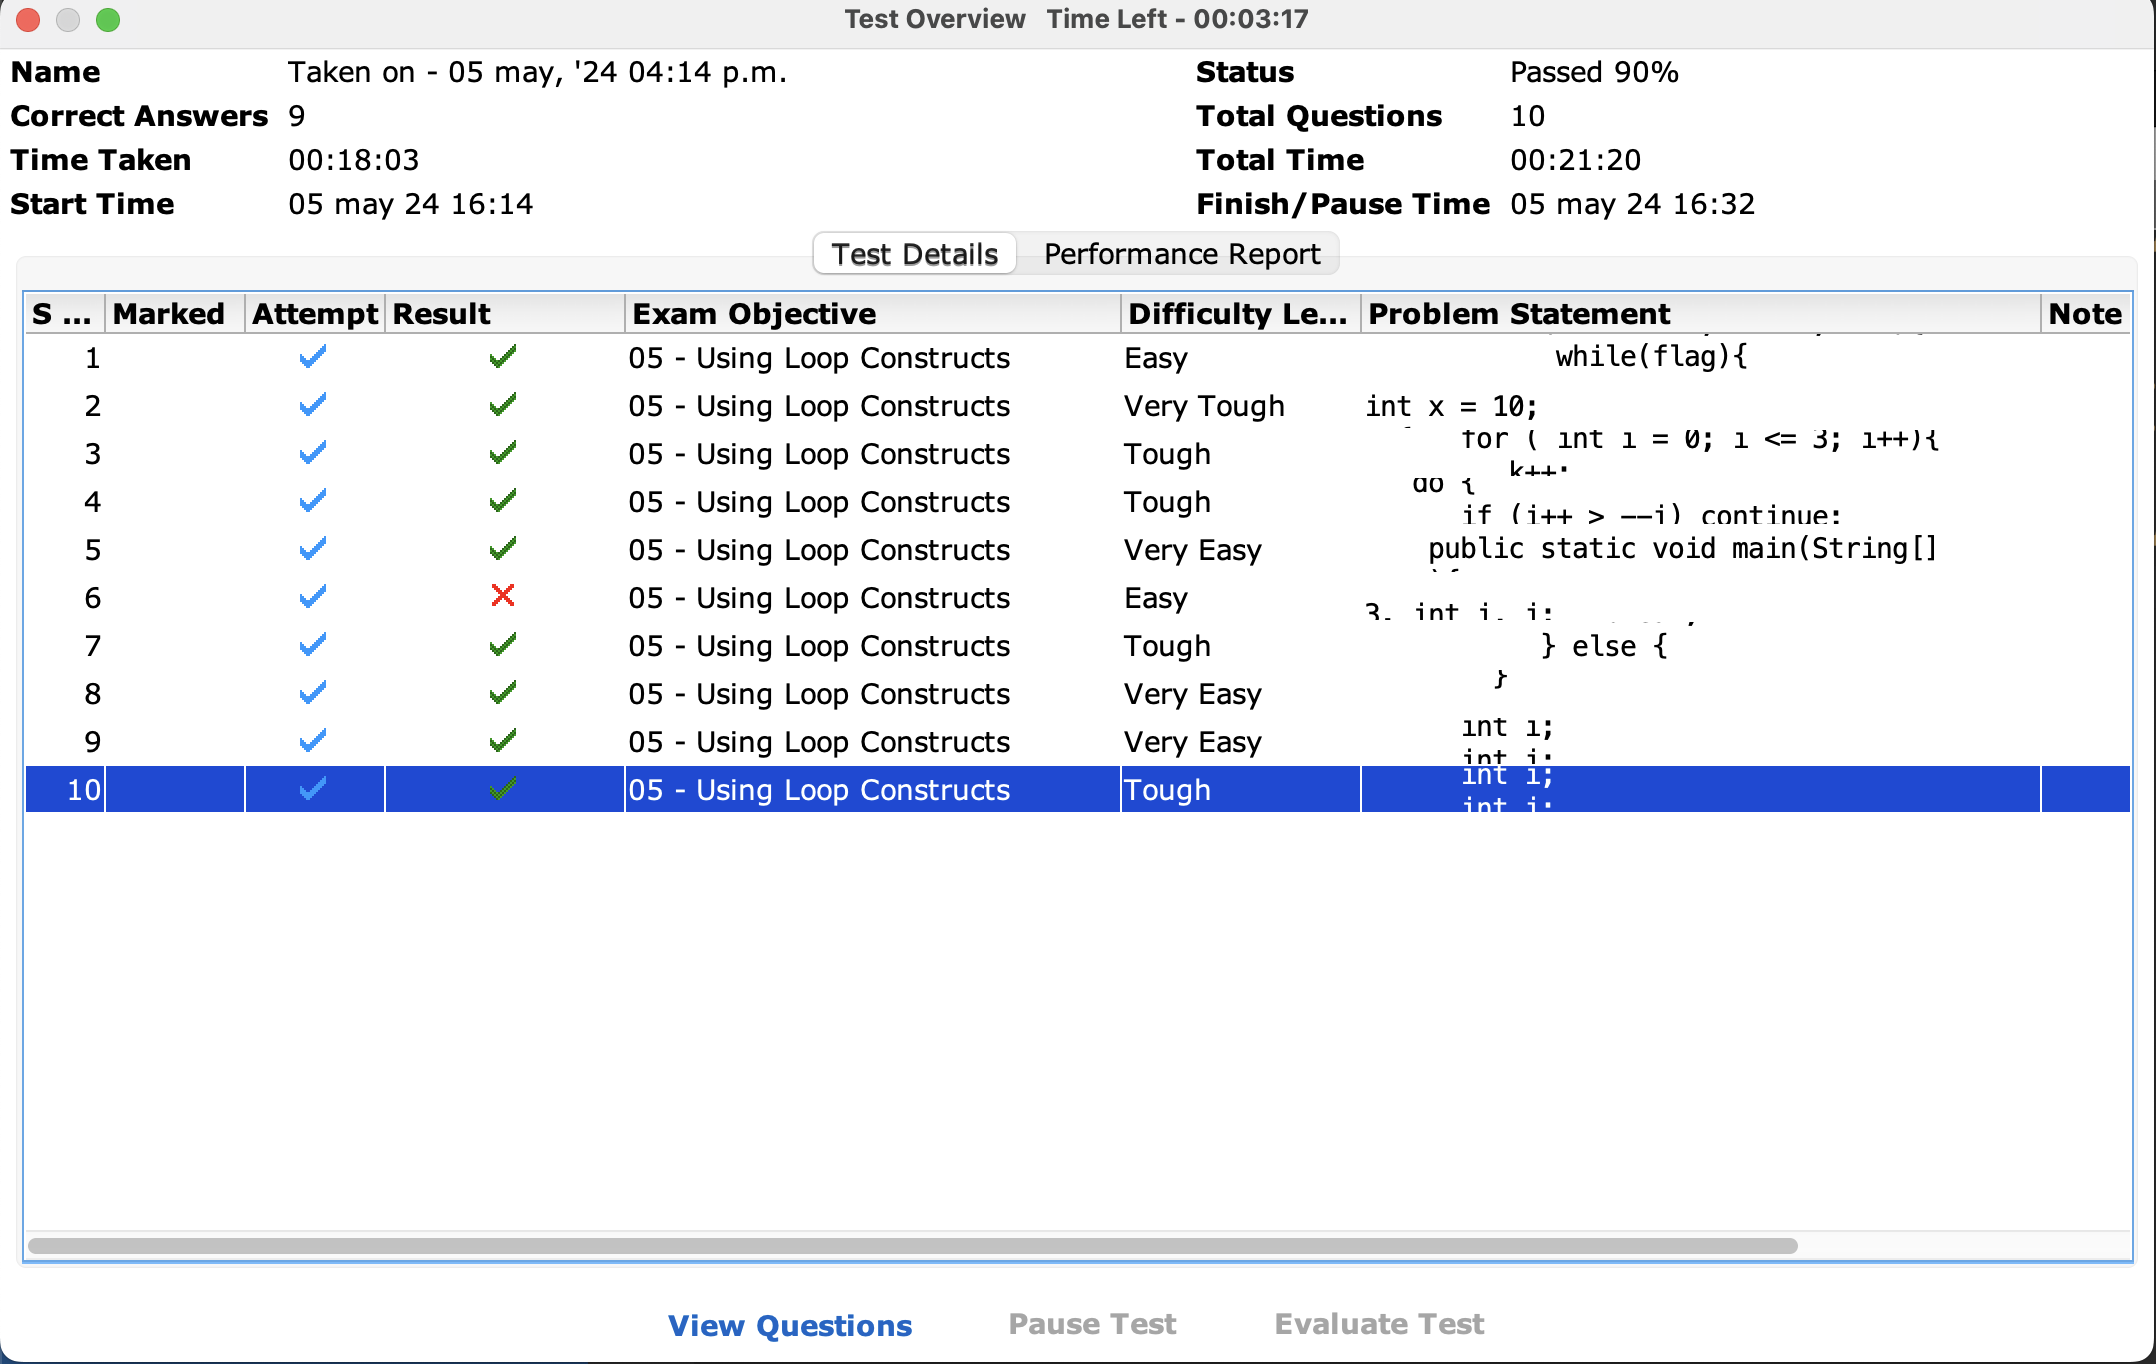 Test Overview Time Left - 00:03:17
Name Taken on - 05 may, '24 04:14 p.m. Status Passed 90%
Correct Answers 9 Total Questions 10
Time Taken 00:18:03 Total Time 00:21:20
Start Time 05 may 24 16:14 Finish/Pause Time 05 may 24 16:32
Test Details Performance Report
S ... Marked Attempt Result Exam Objective Difficulty Le... Problem Statement Note
1 05 - Using Loop Constructs Easy while(flag){
2 05 - Using Loop Constructs Very Tough int x = 10;
3 05 - Using Loop Constructs Tough for ( int i = 0; i <= 3; i++){
k++;
4 05 - Using Loop Constructs Tough do {
if (i++ > --j) continue;
5 05 - Using Loop Constructs Very Easy public static void main(String[]
6 05 - Using Loop Constructs Easy
3. int i, j;
7 05 - Using Loop Constructs Tough } else {
8 05 - Using Loop Constructs Very Easy }
9 05 - Using Loop Constructs Very Easy int i;
int j;
10 05 - Using Loop Constructs Tough int i;
int j;
View Questions Pause Test Evaluate Test